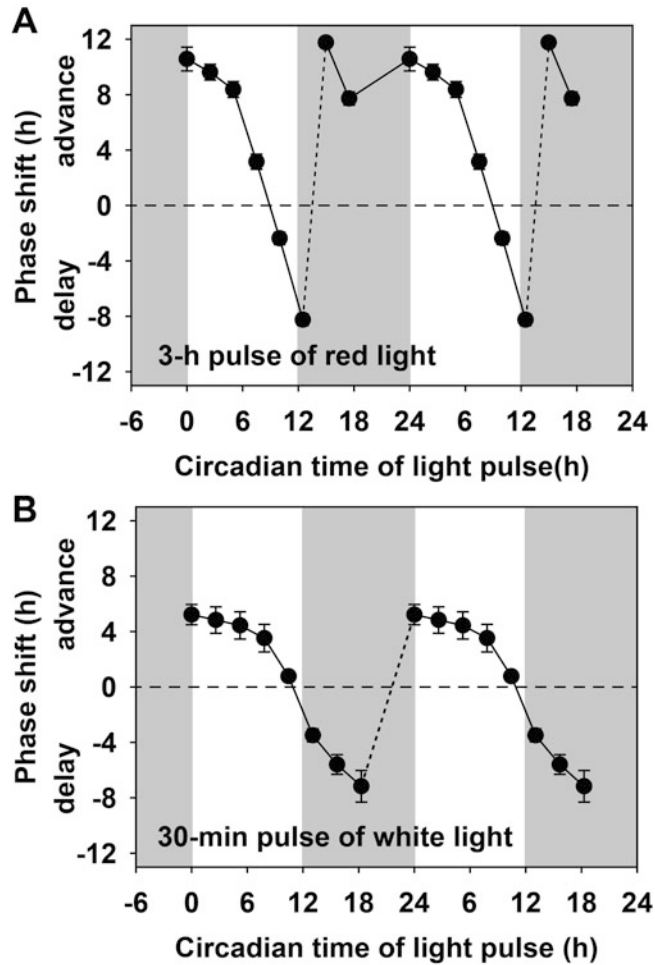 A
Phase shift (h)
delay advance
12
8
4
0
-4
-8
-12
3-h pulse of red light
-6 0 6 12 18 24 6 12 18 24
Circadian time of light pulse(h)
B
Phase shift (h)
delay advance
12
8
4
0
-4
-8
-12
30-min pulse of white light
-6 0 6 12 18 24 6 12 18 24
Circadian time of light pulse (h)